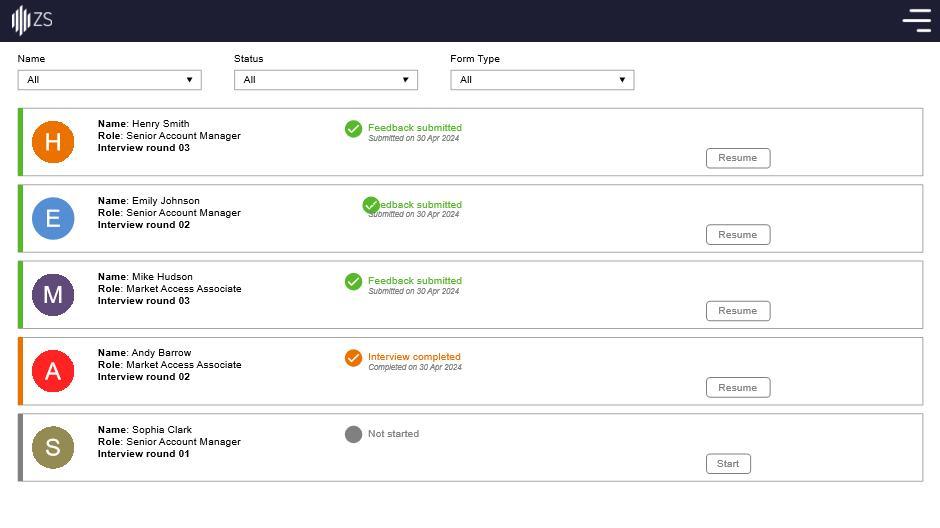 ZS
Name
Status
Form Type
All
All
All
H
Name: Henry Smith
Role: Senior Account Manager
Interview round 03
Feedback submitted
Submitted on 30 Apr 2024
Resume
E
Name: Emily Johnson
Role: Senior Account Manager
Interview round 02
edback submitted
Submitted on 30 Apr 2024
Resume
M
Name: Mike Hudson
Role: Market Access Associate
Interview round 03
Feedback submitted
Submitted on 30 Apr 2024
Resume
A
Name: Andy Barrow
Role: Market Access Associate
Interview round 02
Interview completed
Completed on 30 Apr 2024
Resume
S
Name: Sophia Clark
Role: Senior Account Manager
Interview round 01
Not started
Start